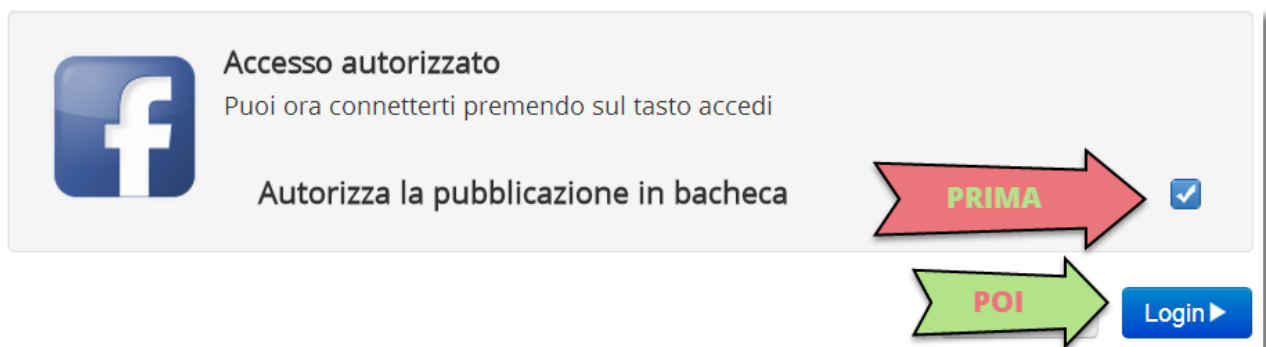 Accesso autorizzato
Puoi ora connetterti premendo sul tasto accedi
Autorizza la pubblicazione in bacheca
PRIMA
POI
Login